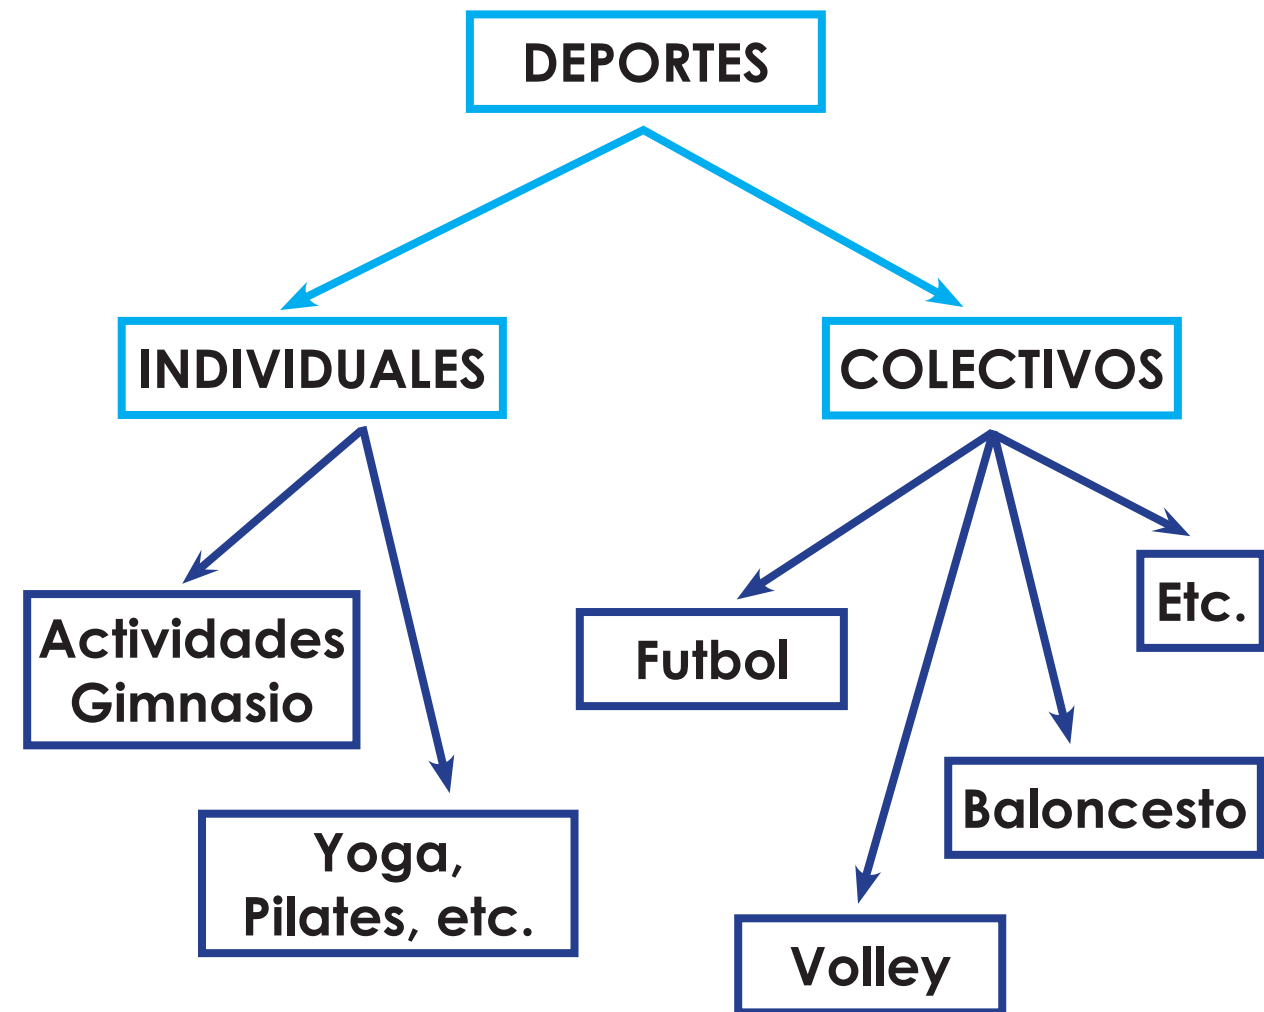 DEPORTES
INDIVIDUALES
COLECTIVOS
Actividades
Gimnasio
Yoga,
Pilates, etc.
Futbol
Volley
Baloncesto
Etc.